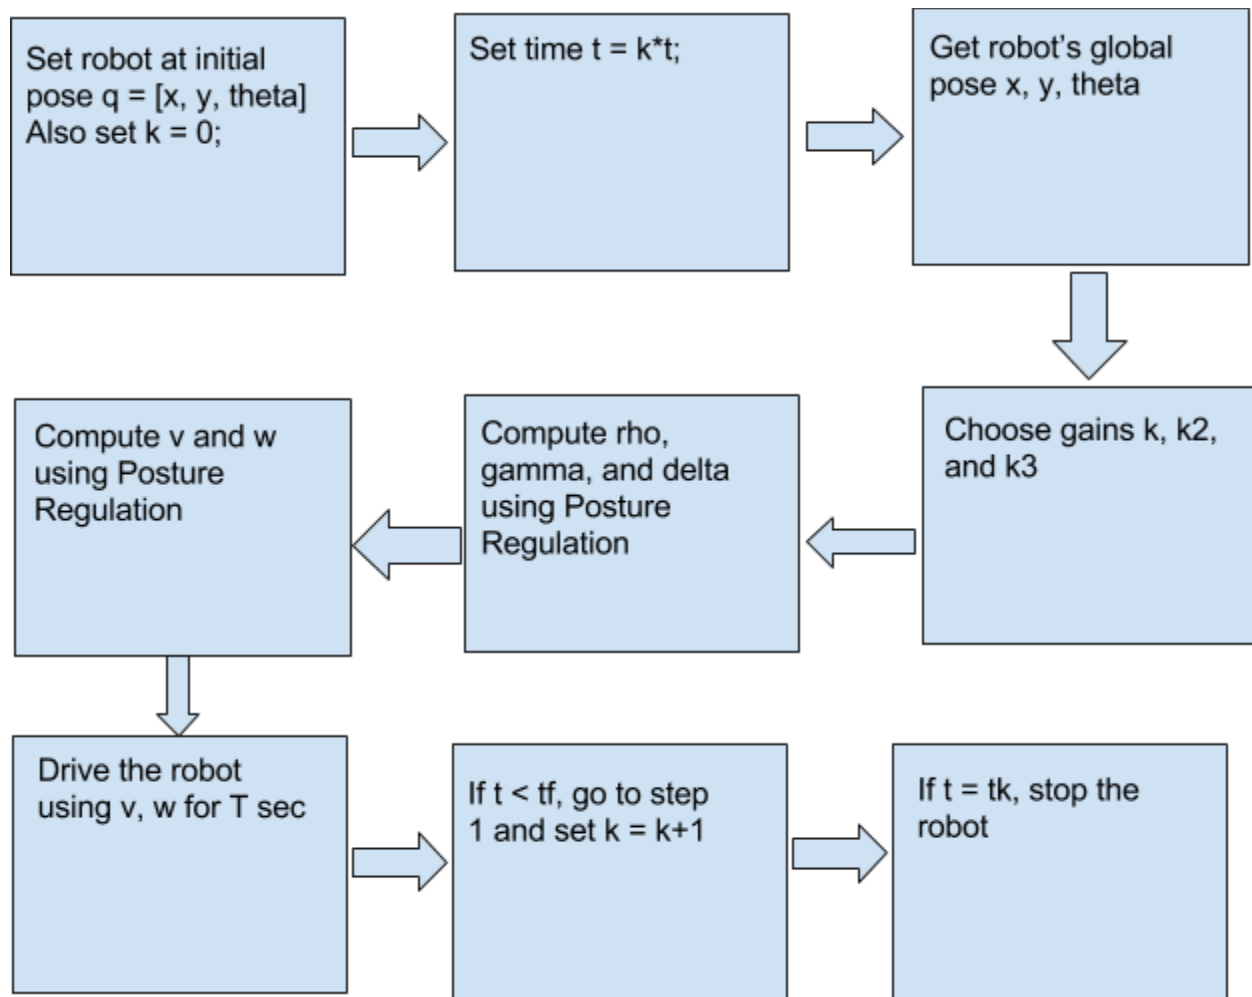 Set robot at initial
pose q = [x, y, theta]
Also set k = 0;
Set time t = k*t;
Get robot's global
pose x, y, theta
Choose gains k, k2,
and k3
Compute rho,
gamma, and delta
using Posture
Regulation
Compute v and w
using Posture
Regulation
Drive the robot
using v, w for T sec
If t < tf, go to step
1 and set k = k+1
If t = tk, stop the
robot